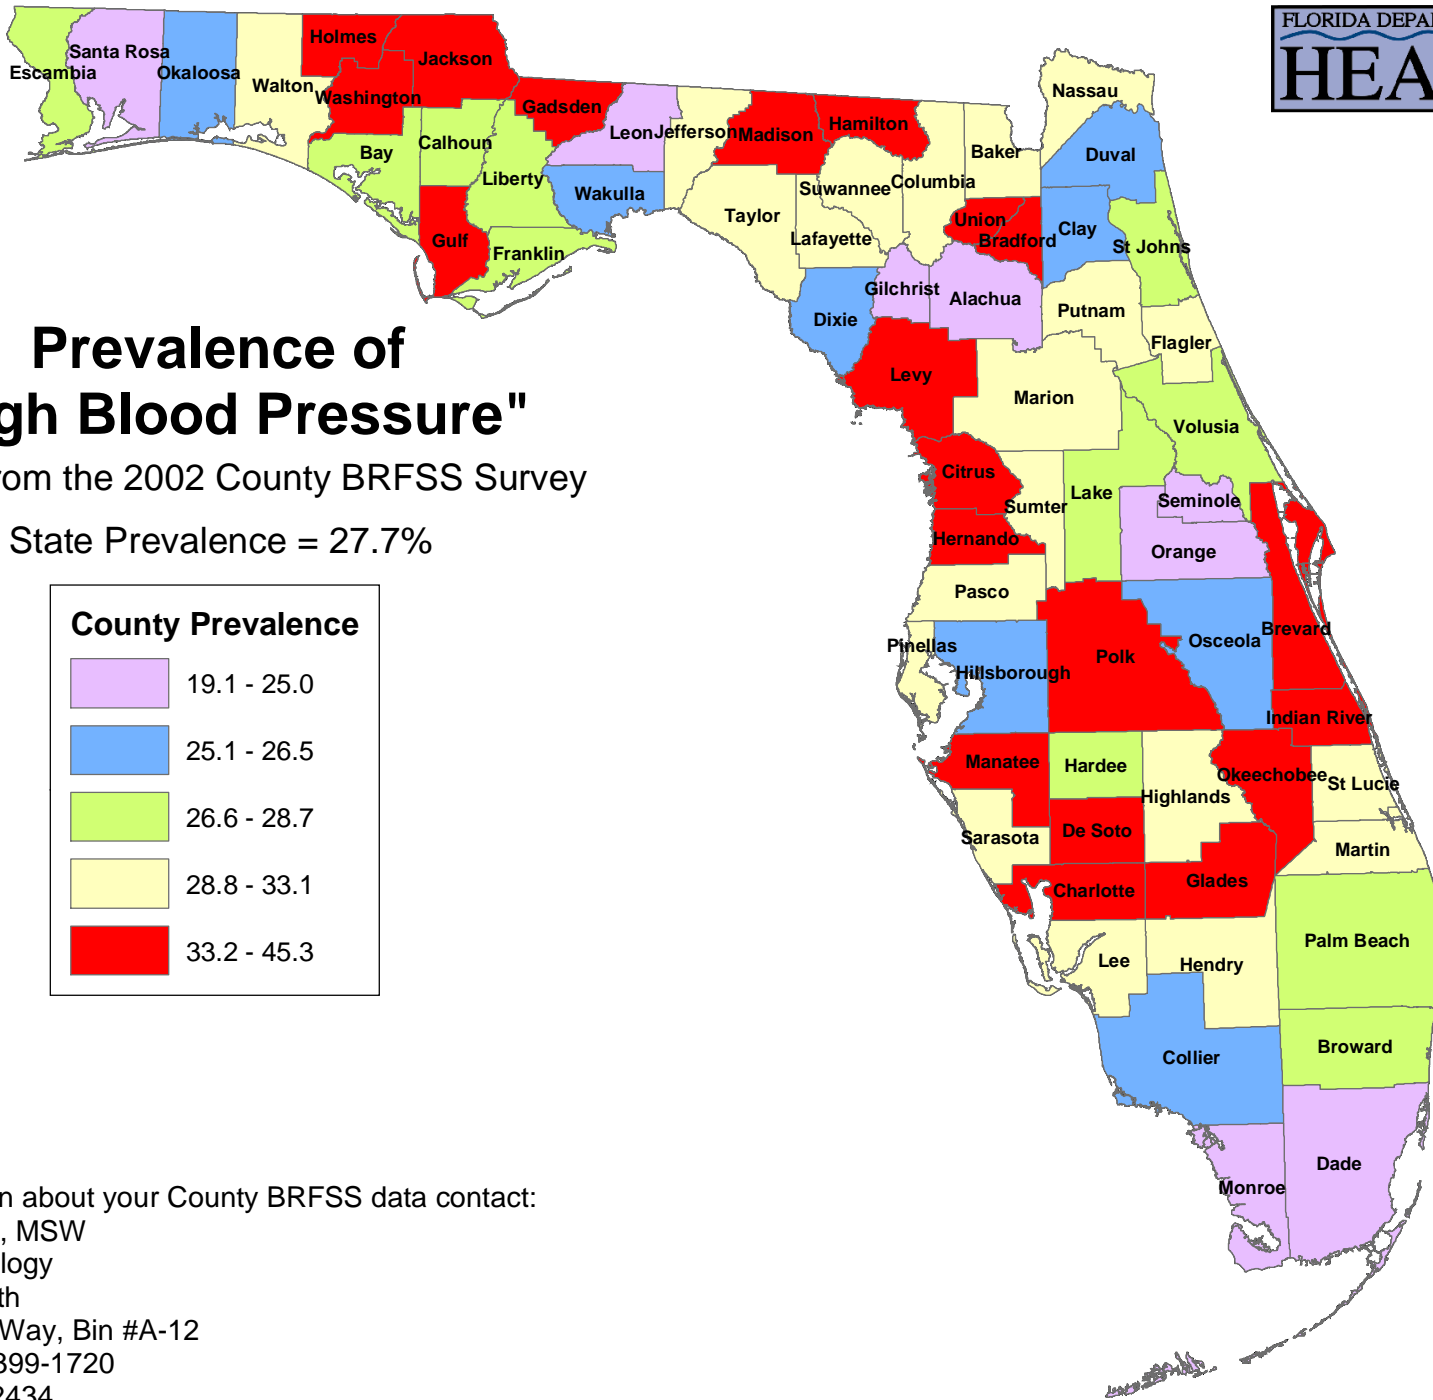 FLORIDA DEPA
HEA
Holmes
Jackson
Santa Rosa
Escambia
Okaloosa
Walton
Washington
Gadsden
Leon
Jefferson
Madison
Hamilton
Nassau
Bay
Calhoun
Liberty
Wakulla
Suwannee
Columbia
Baker
Duval
Taylor
Lafayette
Union
Bradford
Clay
St Johns
Gulf
Franklin
Gilchrist
Alachua
Dixie
Putnam
Flagler
Prevalence of
gh Blood Pressure"
om the 2002 County BRFSS Survey
State Prevalence = 27.7%
Levy
Marion
Volusia
Citrus
Sumter
Lake
Seminole
Hernando
Orange
Pasco
Brevard
Pinellas
Hillsborough
Polk
Osceola
Indian River
Manatee
Hardee
Highlands
Okeechobee
St Lucie
Sarasota
De Soto
Martin
Charlotte
Glades
Palm Beach
Lee
Hendry
Collier
Broward
Dade
Monroe
County Prevalence
19.1 - 25.0
25.1 - 26.5
26.6 - 28.7
28.8 - 33.1
33.2 - 45.3
n about your County BRFSS data contact:
, MSW
logy
th
Way, Bin #A-12
399-1720
2434